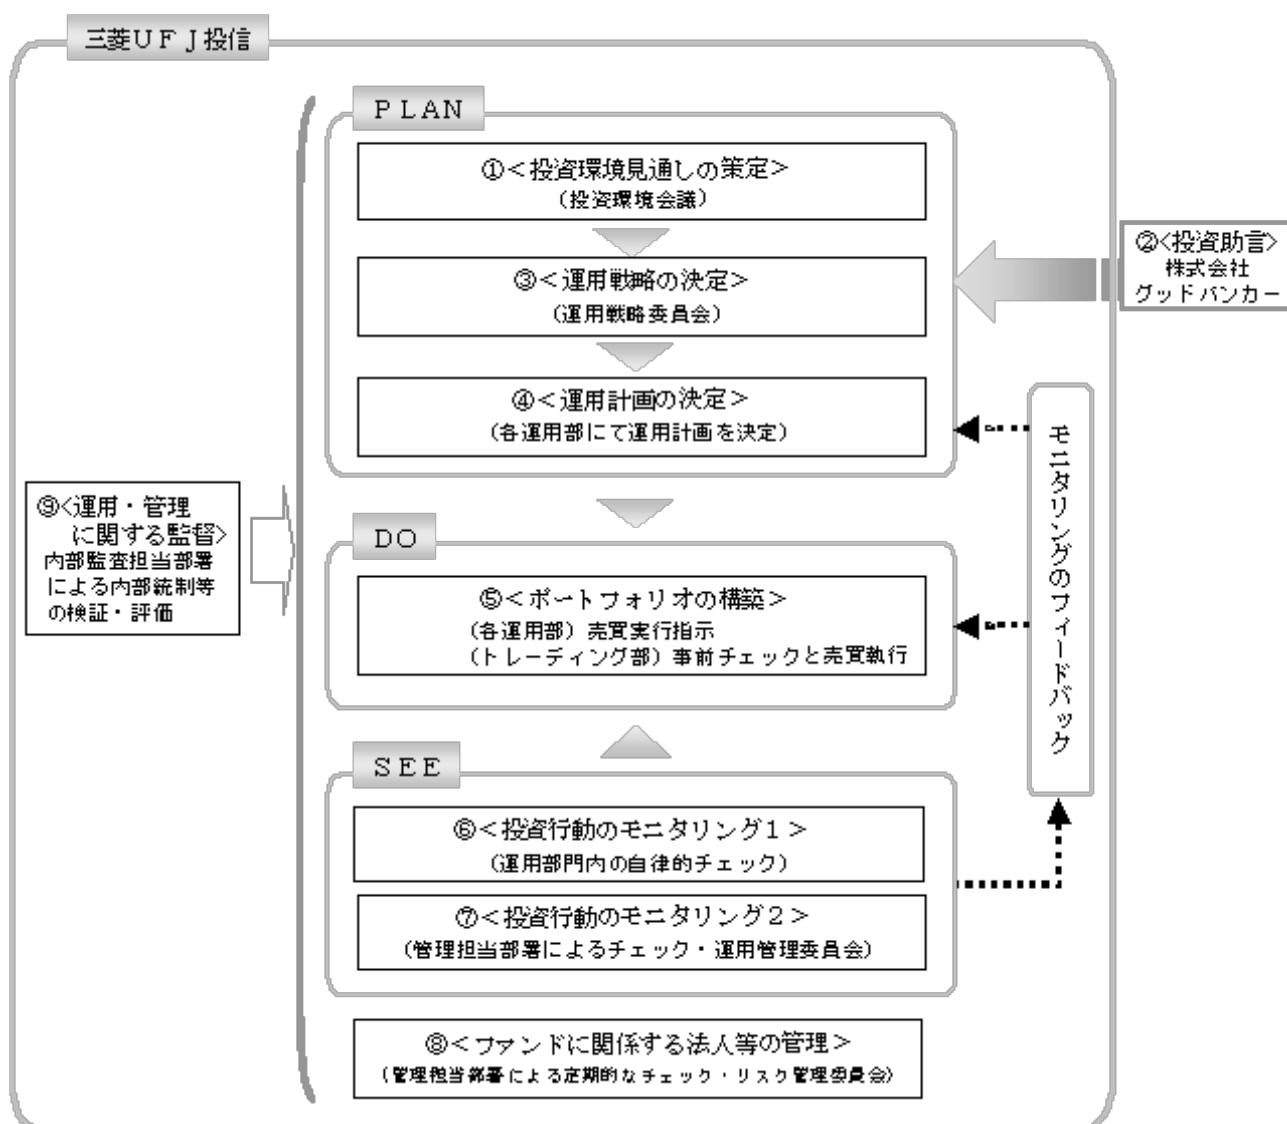 三菱UFJ投信
PLAN
①＜投資環境見通しの策定＞
（投資環境会議）
②＜投資助言＞
株式会社
グッドバンカー
③＜運用戦略の決定＞
（運用戦略委員会）
④＜運用計画の決定＞
（各運用部にて運用計画を決定）
モニタリングのフィードバック
⑨＜運用・管理
に関する監督＞
内部監査担当部署
による内部統制等
の検証・評価
DO
⑤＜ポートフォリオの構築＞
（各運用部）売買実行指示
（トレーディング部）事前チェックと売買執行
SEE
⑥＜投資行動のモニタリング1＞
（運用部門内の自律的チェック）
⑦＜投資行動のモニタリング2＞
（管理担当部署によるチェック・運用管理委員会）
⑧＜ファンドに関係する法人等の管理＞
（管理担当部署による定期的なチェック・リスク管理委員会）